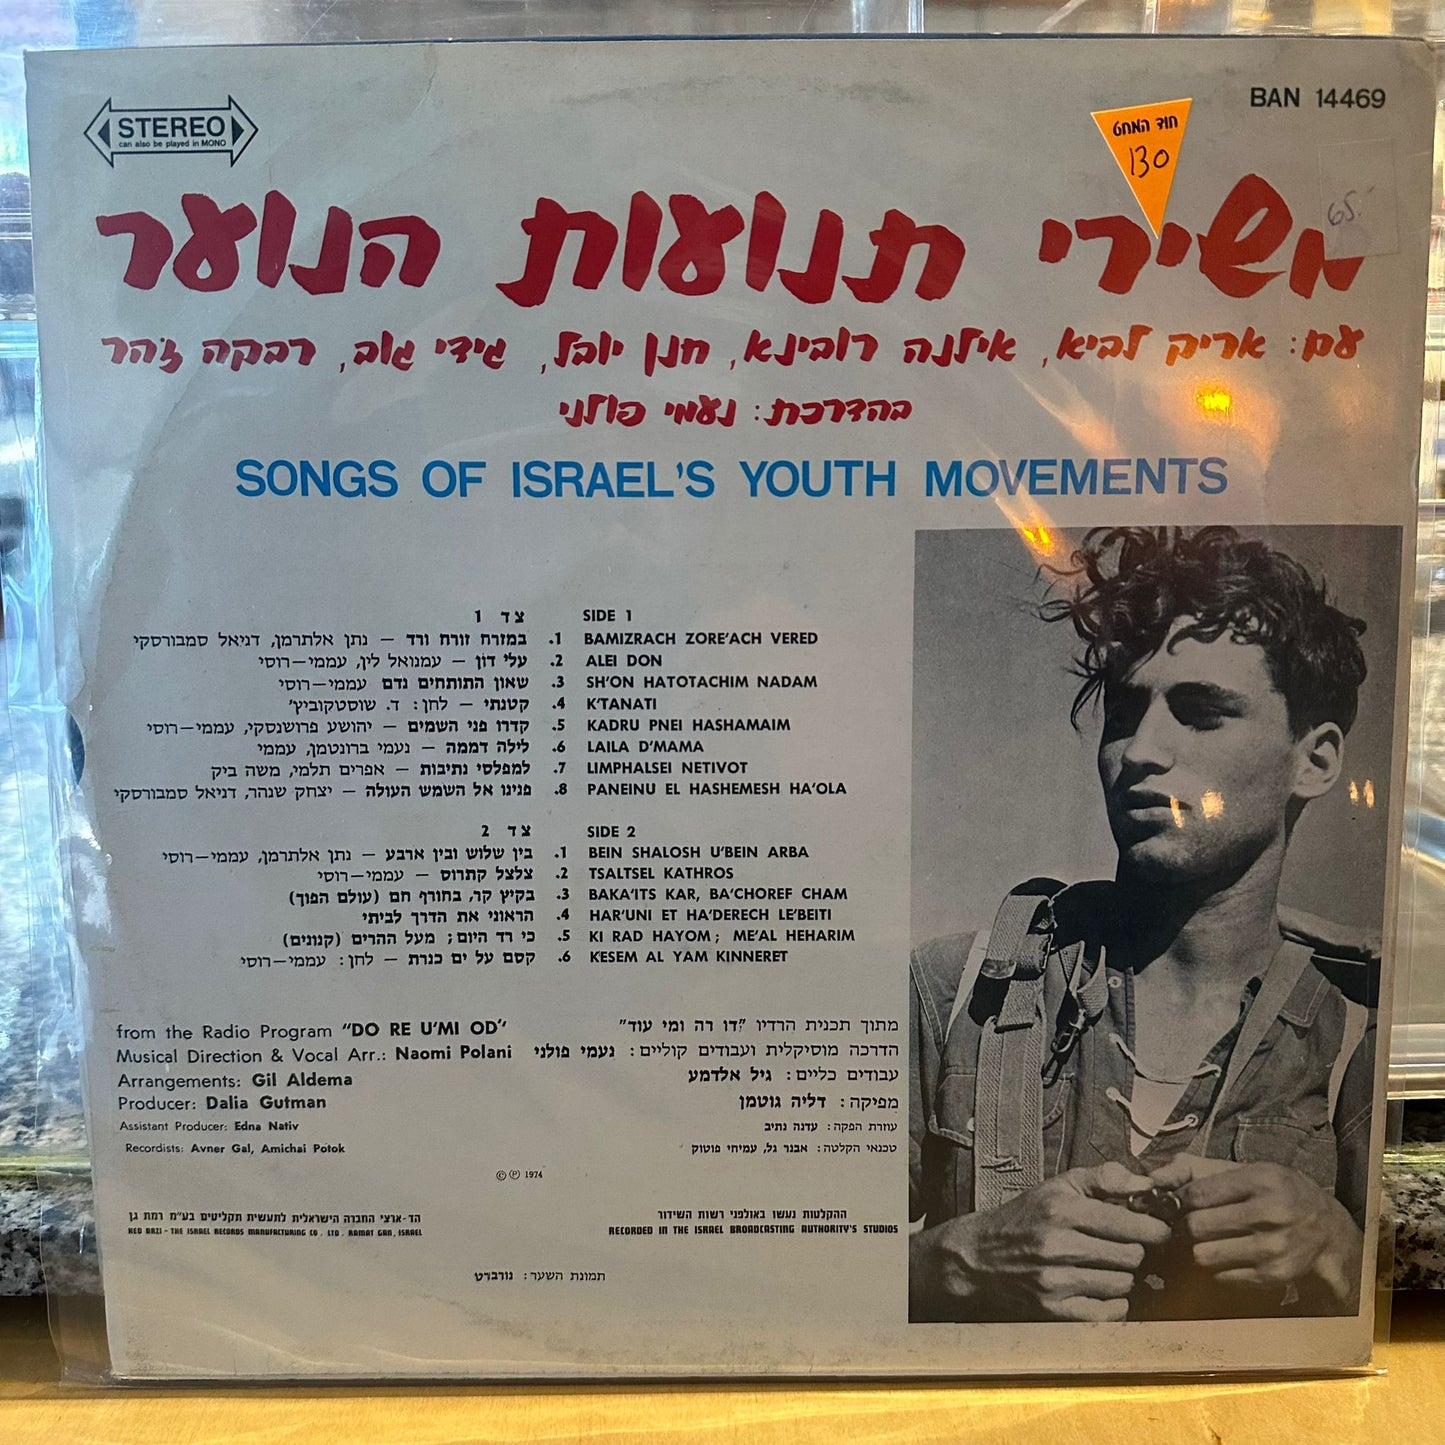 STEREO
can also be played in MONO
BAN 14469
חוד המחט
130
65.-
משירי תנועות הנוער
עם: אריק לביא, אילנה רובינא, חנן יובל, גידי גוב, רבקה זֹהר
בהדרכת: נעמי פולני
SONGS OF ISRAEL'S YOUTH MOVEMENTS
צד 1 SIDE 1
במזרח זורח ורד – נתן אלתרמן, דניאל סמבורסקי .1 BAMIZRACH ZORE'ACH VERED
עלי דון – עמנואל לין, עממי–רוסי .2 ALEI DON
שאון התותחים נדם עממי–רוסי .3 SH'ON HATOTACHIM NADAM
קטנתי – לחן: ד. שוסטקוביץ' .4 K'TANATI
קדרו פני השמים – יהושע פרושנסקי, עממי-רוסי .5 KADRU PNEI HASHAMAIM
לילה דממה – נעמי ברונטמן, עממי .6 LAILA D'MAMA
למפלסי נתיבות – אפרים תלמי, משה ביק .7 LIMPHALSEI NETIVOT
פנינו אל השמש העולה – יצחק שנהר, דניאל סמבורסקי .8 PANEINU EL HASHEMESH HA'OLA
צד 2 SIDE 2
בין שלוש ובין ארבע – נתן אלתרמן, עממי–רוסי .1 BEIN SHALOSH U'BEIN ARBA
צלצל קתרוס – עממי-רוסי .2 TSALTSEL KATHROS
בקיץ קר, בחורף חם (עולם הפוך) .3 BAKA'ITS KAR, BA'CHOREF CHAM
הראוני את הדרך לביתי .4 HAR'UNI ET HA'DERECH LE'BEITI
כי רד היום; מעל ההרים (קנונים) .5 KI RAD HAYOM; ME'AL HEHARIM
קסם על ים כנרת – לחן: עממי–רוסי .6 K'ESEM AL YAM KINNERET
from the Radio Program "DO RE U'MI OD" מתוך תכנית הרדיו "דו רה ומי עוד"
Musical Direction & Vocal Arr.: Naomi Polani הדרכה מוסיקלית ועבודים קוליים: נעמי פולני
Arrangements: Gil Aldema עבודים כליים: גיל אלדמע
Producer: Dalia Gutman מפיקה: דליה גוטמן
Assistant Producer: Edna Nativ עוזרת הפקה: עדנה נתיב
Recordists: Avner Gal, Amichai Potok טכנאי הקלטה: אבנר גל, עמיחי פוטוק
© ℗ 1974
הד-ארצי החברה הישראלית לתעשית תקליטים בע"מ רמת גן
HED ARZI - THE ISRAEL RECORDS MANUFACTURING CO. LTD. RAMAT GAN, ISRAEL
ההקלטות נעשו באולפני רשות השידור
RECORDED IN THE ISRAEL BROADCASTING AUTHORITY'S STUDIOS
תמונת השער: נורברט